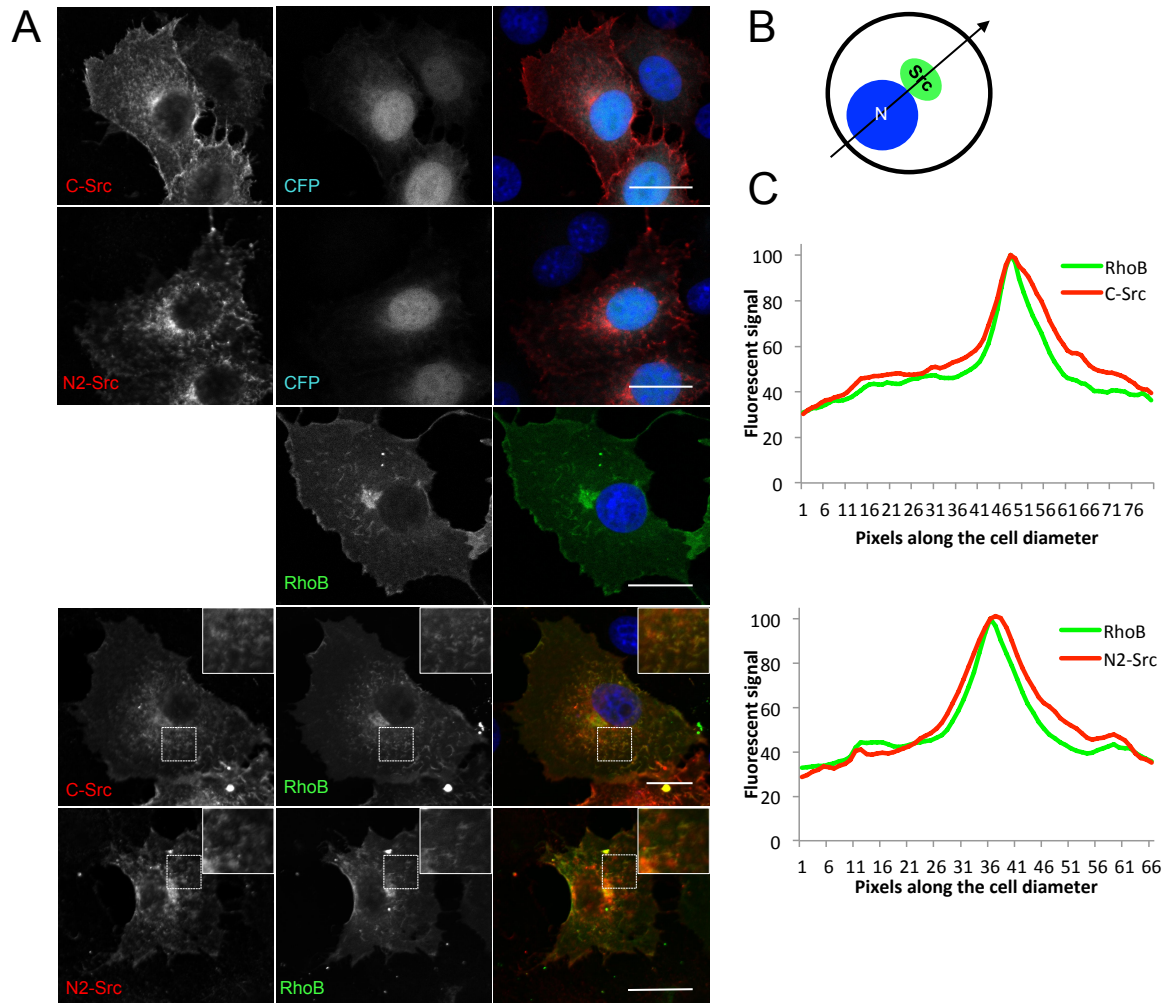 A
C-Src
CFP
N2-Src
CFP
RhoB
C-Src
RhoB
N2-Src
RhoB
B
Src
N
C
100
80
60
40
20
0
Fluorescent signal
RhoB
C-Src
1 6 11 16 21 26 31 36 41 46 51 56 61 66 71 76
Pixels along the cell diameter
100
80
60
40
20
0
Fluorescent signal
RhoB
N2-Src
1 6 11 16 21 26 31 36 41 46 51 56 61 66
Pixels along the cell diameter